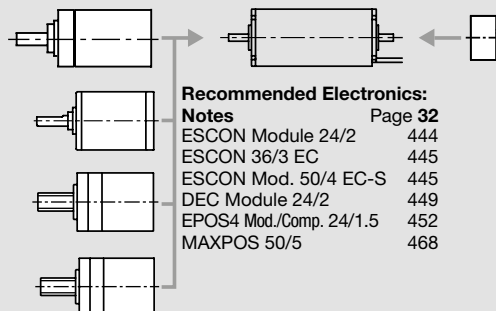 Recommended Electronics:
Notes Page 32
ESCON Module 24/2 444
ESCON 36/3 EC 445
ESCON Mod. 50/4 EC-S 445
DEC Module 24/2 449
EPOS4 Mod./Comp. 24/1.5 452
MAXPOS 50/5 468